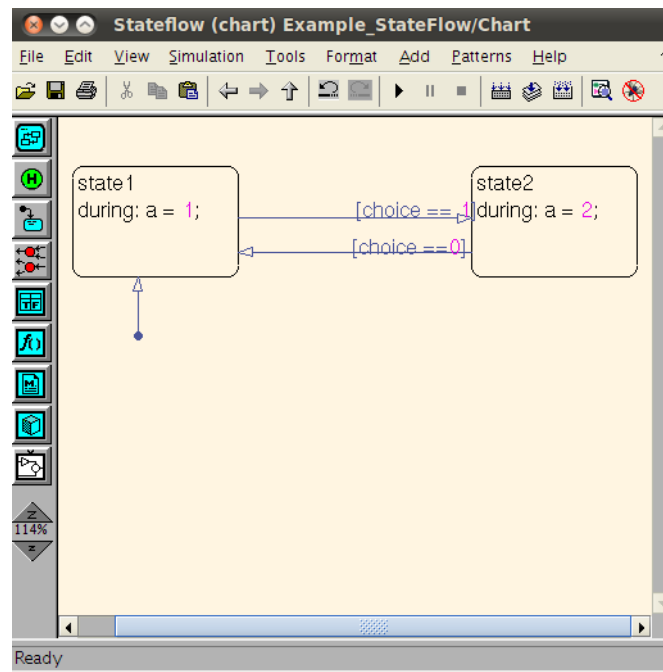 Stateflow (chart) Example_StateFlow/Chart
File Edit View Simulation Tools Format Add Patterns Help
state1
during: a = 1;
state2
during: a = 2;
[choice == 1]
[choice ==0]
114%
Ready